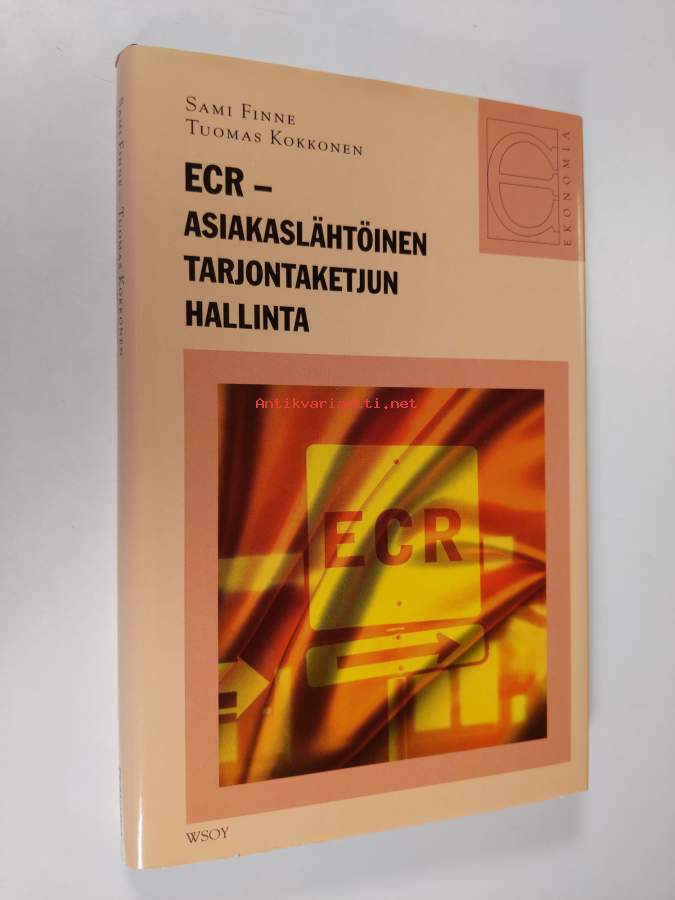 SAMI FINNE
TUOMAS KOKKONEN
ECR –
ASIAKASLÄHTÖINEN
TARJONTAKETJUN
HALLINTA
EKONOMIA
Antikvariaatti.net
ECR
WSOY
SAMI FINNE – TUOMAS KOKKONEN